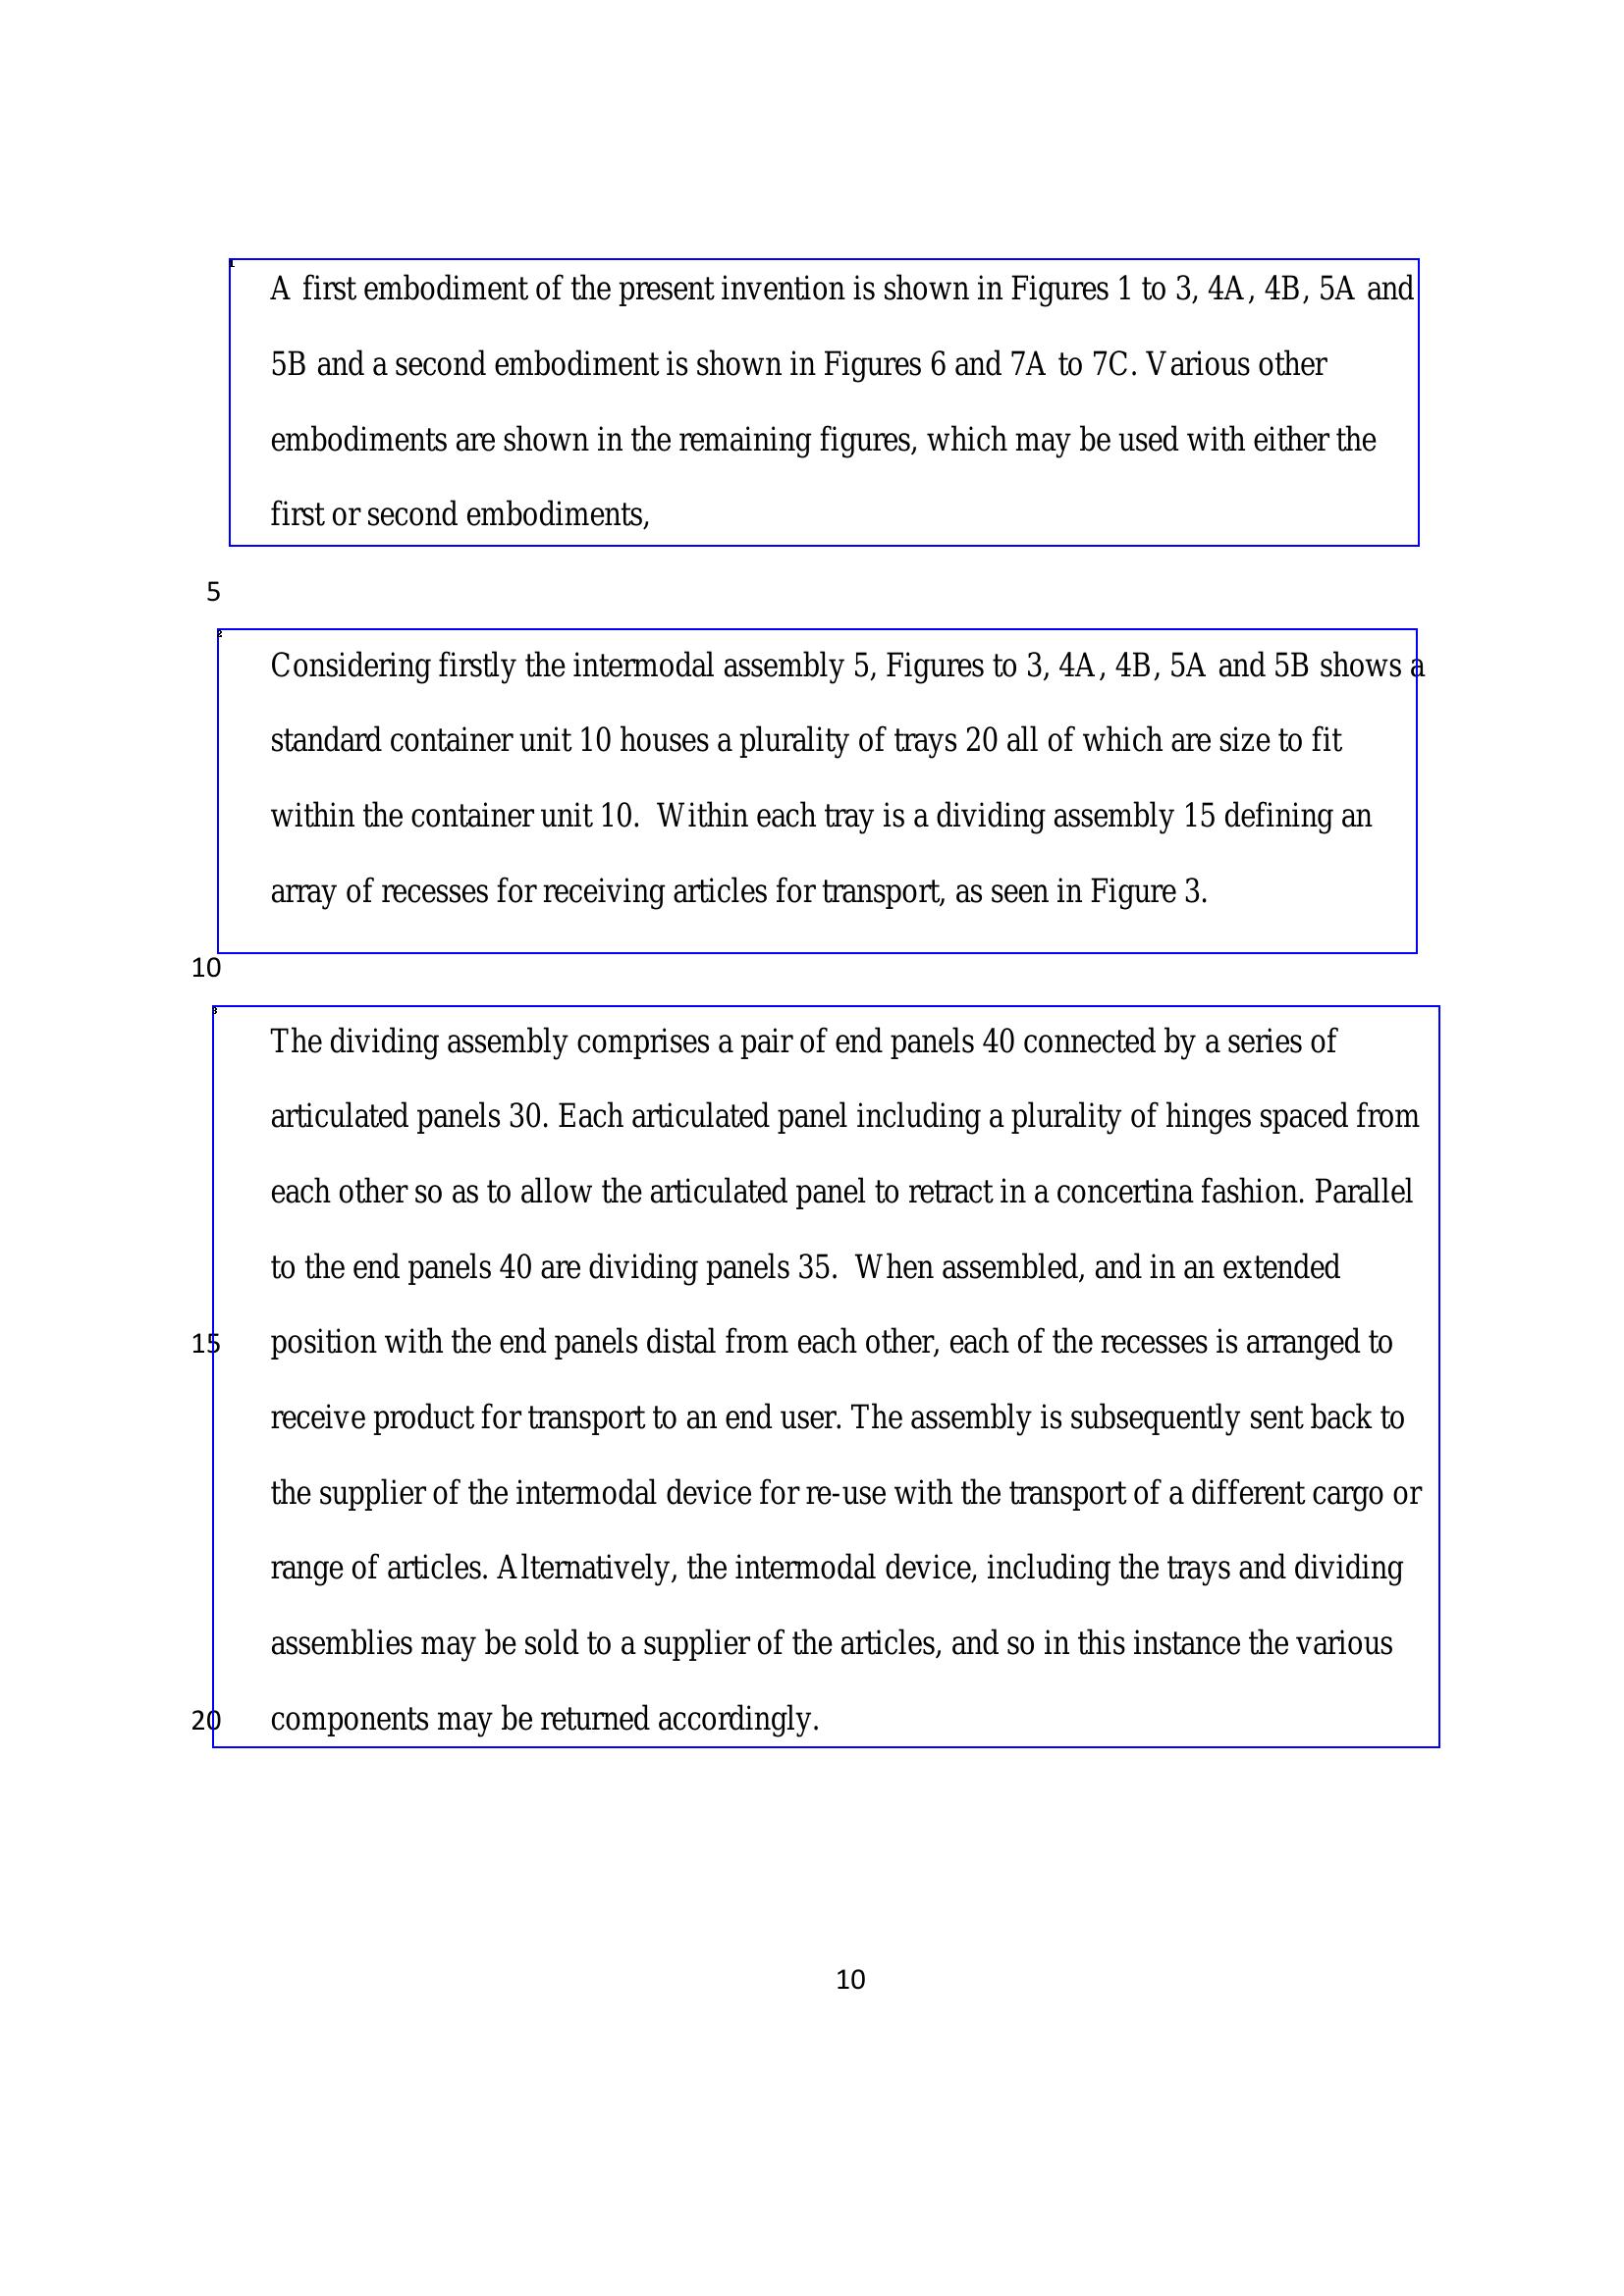 1
A first embodiment of the present invention is shown in Figures 1 to 3, 4A, 4B, 5A and
5B and a second embodiment is shown in Figures 6 and 7A to 7C. Various other
embodiments are shown in the remaining figures, which may be used with either the
first or second embodiments,
5
2
Considering firstly the intermodal assembly 5, Figures to 3, 4A, 4B, 5A and 5B shows a
standard container unit 10 houses a plurality of trays 20 all of which are size to fit
within the container unit 10.  Within each tray is a dividing assembly 15 defining an
array of recesses for receiving articles for transport, as seen in Figure 3.
10
3
The dividing assembly comprises a pair of end panels 40 connected by a series of
articulated panels 30. Each articulated panel including a plurality of hinges spaced from
each other so as to allow the articulated panel to retract in a concertina fashion. Parallel
to the end panels 40 are dividing panels 35.  When assembled, and in an extended
15 position with the end panels distal from each other, each of the recesses is arranged to
receive product for transport to an end user. The assembly is subsequently sent back to
the supplier of the intermodal device for re-use with the transport of a different cargo or
range of articles. Alternatively, the intermodal device, including the trays and dividing
assemblies may be sold to a supplier of the articles, and so in this instance the various
20 components may be returned accordingly.
10